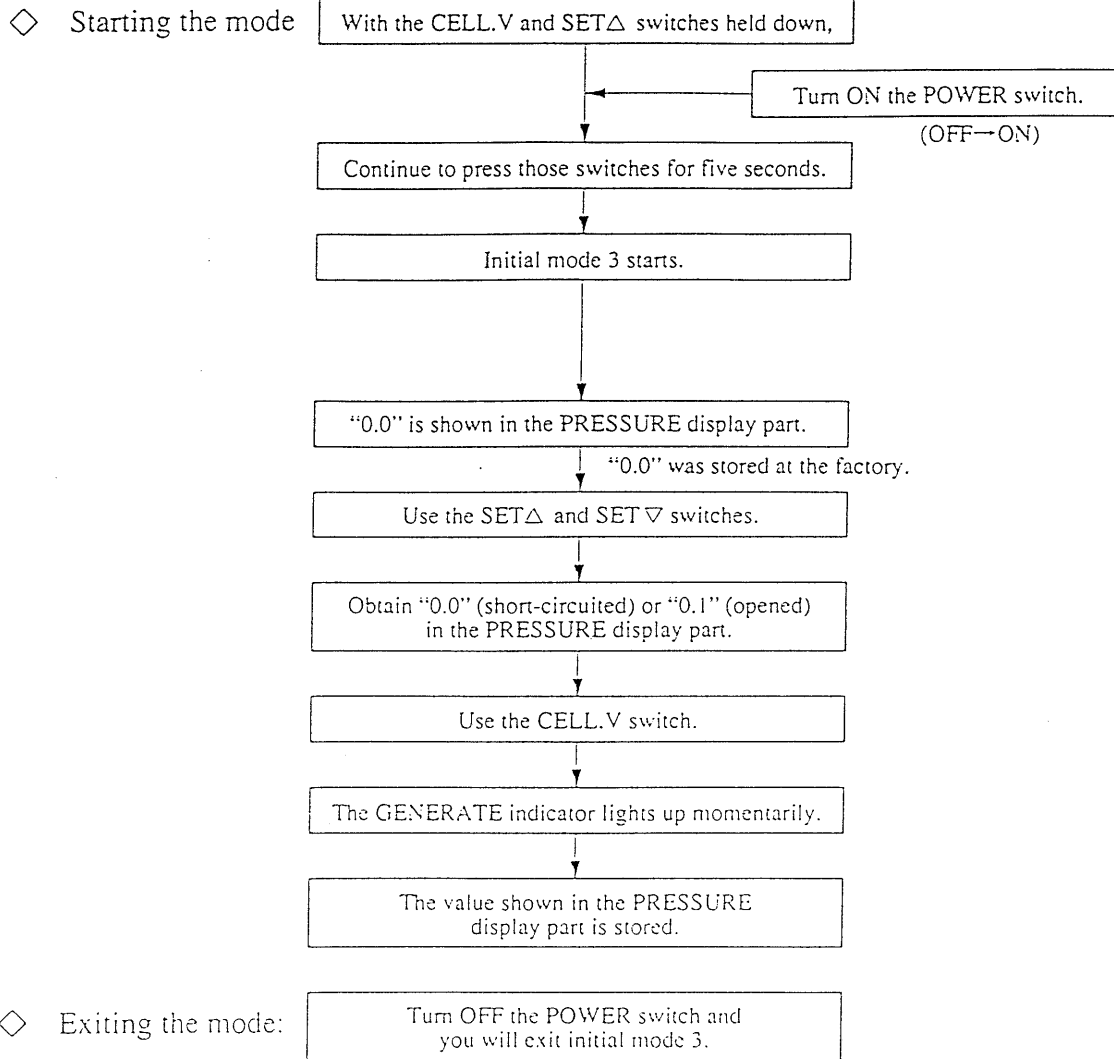 ◇ Starting the mode
With the CELL.V and SET△ switches held down,
Turn ON the POWER switch.
(OFF→ON)
Continue to press those switches for five seconds.
Initial mode 3 starts.
“0.0” is shown in the PRESSURE display part.
“0.0” was stored at the factory.
Use the SET△ and SET▽ switches.
Obtain “0.0” (short-circuited) or “0.1” (opened)
in the PRESSURE display part.
Use the CELL.V switch.
The GENERATE indicator lights up momentarily.
The value shown in the PRESSURE
display part is stored.
◇ Exiting the mode:
Turn OFF the POWER switch and
you will exit initial mode 3.